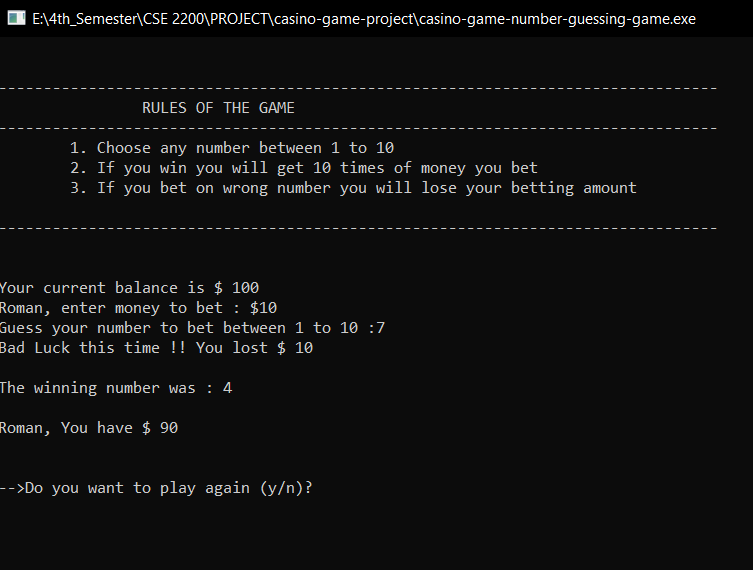 E:\4th_Semester\CSE 2200\PROJECT\casino-game-project\casino-game-number-guessing-game.exe
--------------------------------------------------------------------------------
RULES OF THE GAME
--------------------------------------------------------------------------------
1. Choose any number between 1 to 10
2. If you win you will get 10 times of money you bet
3. If you bet on wrong number you will lose your betting amount
--------------------------------------------------------------------------------
Your current balance is $ 100
Roman, enter money to bet : $10
Guess your number to bet between 1 to 10 :7
Bad Luck this time !! You lost $ 10
The winning number was : 4
Roman, You have $ 90
-->Do you want to play again (y/n)?